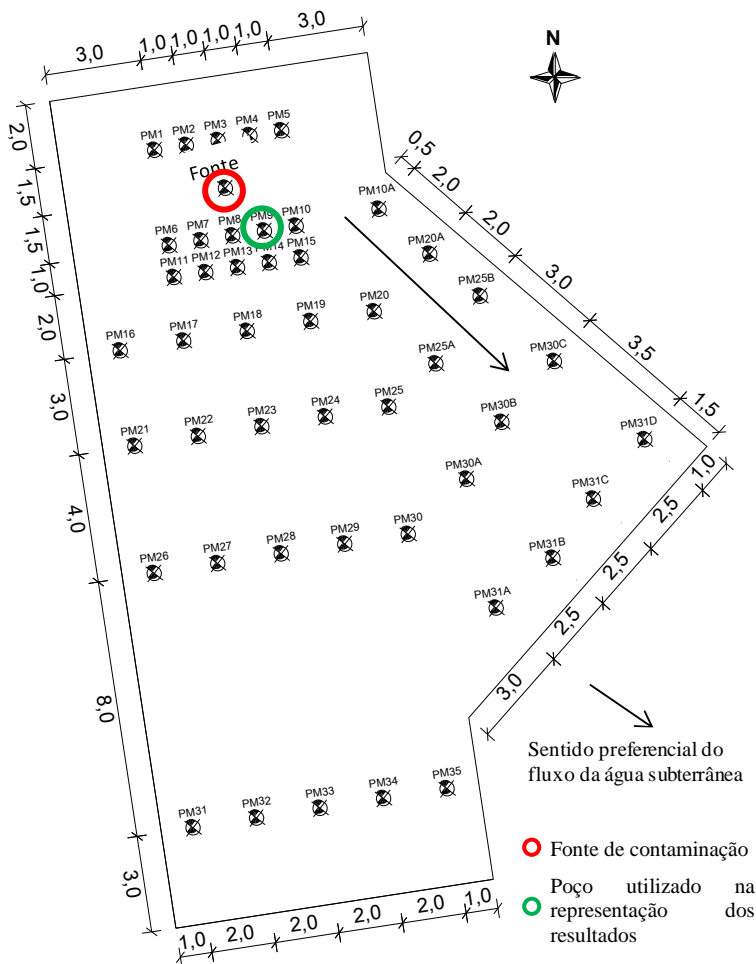 3,0 1,0 1,0 1,0 1,0 3,0
N
2,0
PM1 PM2 PM3 PM4 PM5
Fonte
0,5
2,0
2,0
3,0
3,5
1,5
PM10A
1,5
PM6 PM7 PM8 PM9 PM10
PM20A
1,5
PM11 PM12 PM13 PM14 PM15
PM25B
1,0
2,0
PM16 PM17 PM18 PM19 PM20
PM25A
PM30C
3,0
PM21 PM22 PM23 PM24 PM25
PM30B
PM31D
1,0
4,0
PM30A
PM31C
2,5
PM26 PM27 PM28 PM29 PM30
PM31B
2,5
PM31A
2,5
3,0
8,0
Sentido preferencial do
fluxo da água subterrânea
PM31 PM32 PM33 PM34 PM35
Fonte de contaminação
3,0
Poço utilizado na
representação dos
resultados
1,0 2,0 2,0 2,0 2,0 1,0